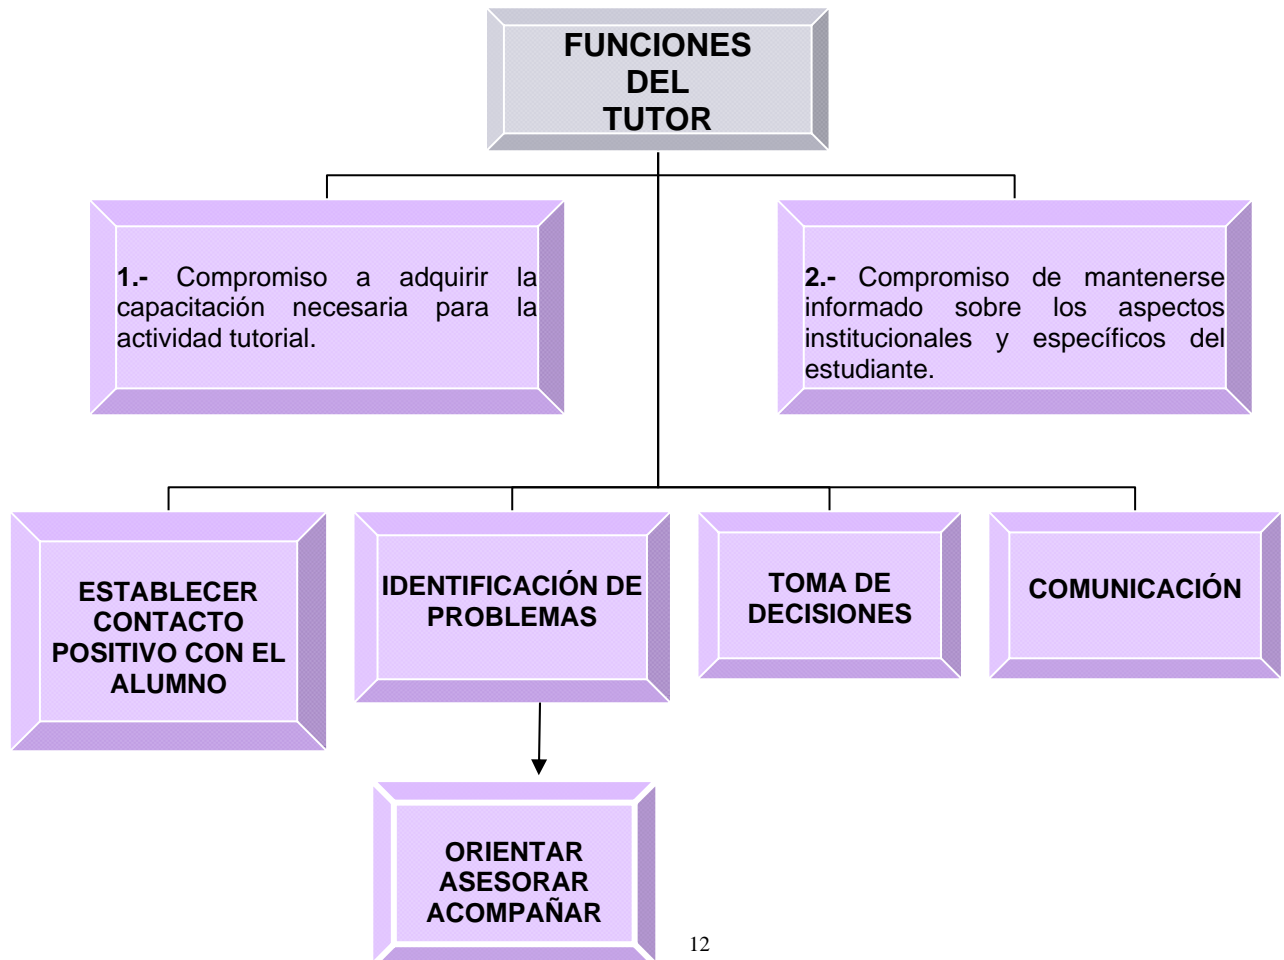 FUNCIONES
DEL
TUTOR
1.- Compromiso a adquirir la
capacitación necesaria para la
actividad tutorial.
2.- Compromiso de mantenerse
informado sobre los aspectos
institucionales y específicos del
estudiante.
ESTABLECER
CONTACTO
POSITIVO CON EL
ALUMNO
IDENTIFICACIÓN DE
PROBLEMAS
TOMA DE
DECISIONES
COMUNICACIÓN
ORIENTAR
ASESORAR
ACOMPAÑAR
12